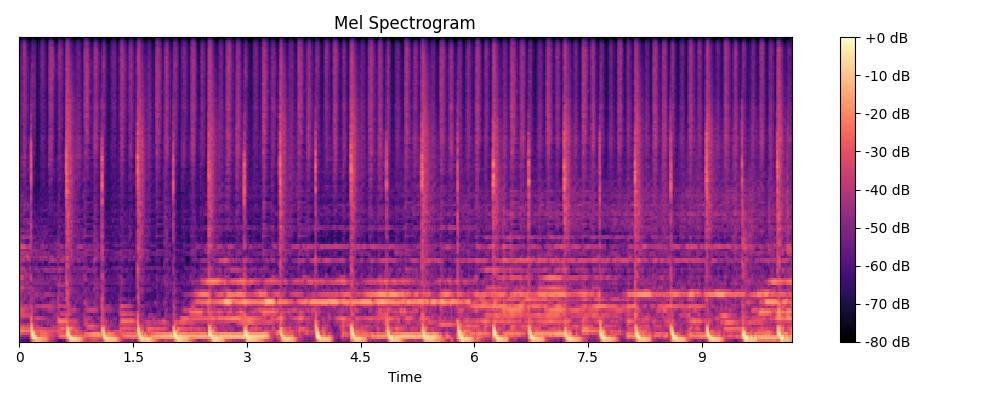 Mel Spectrogram
+0 dB
-10 dB
-20 dB
-30 dB
-40 dB
-50 dB
-60 dB
-70 dB
-80 dB
0 1.5 3 4.5 6 7.5 9
Time